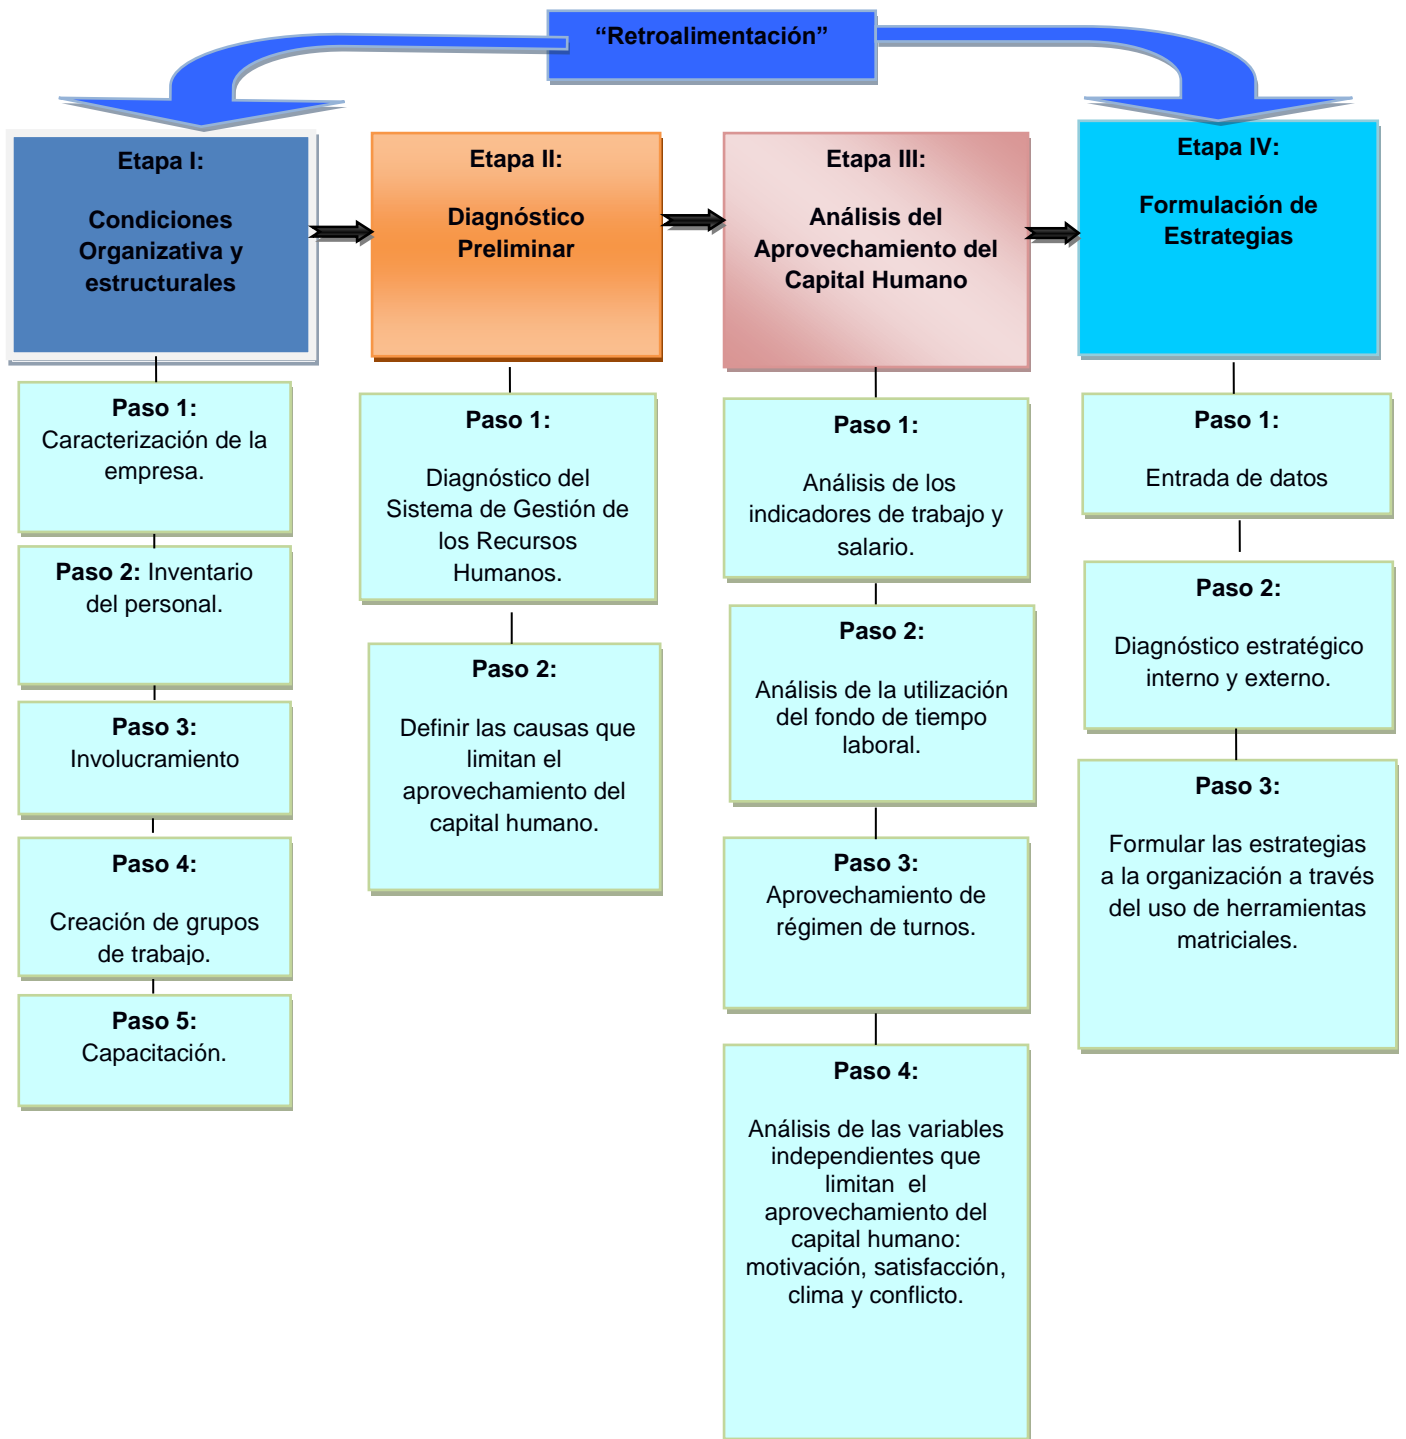 “Retroalimentación”
Etapa I:
Condiciones
Organizativa y
estructurales
Etapa II:
Diagnóstico
Preliminar
Etapa III:
Análisis del
Aprovechamiento del
Capital Humano
Etapa IV:
Formulación de
Estrategias
Paso 1:
Caracterización de la
empresa.
Paso 2: Inventario
del personal.
Paso 3:
Involucramiento
Paso 4:
Creación de grupos
de trabajo.
Paso 5:
Capacitación.
Paso 1:
Diagnóstico del
Sistema de Gestión de
los Recursos
Humanos.
Paso 2:
Definir las causas que
limitan el
aprovechamiento del
capital humano.
Paso 1:
Análisis de los
indicadores de trabajo y
salario.
Paso 2:
Análisis de la utilización
del fondo de tiempo
laboral.
Paso 3:
Aprovechamiento de
régimen de turnos.
Paso 4:
Análisis de las variables
independientes que
limitan  el
aprovechamiento del
capital humano:
motivación, satisfacción,
clima y conflicto.
Paso 1:
Entrada de datos
Paso 2:
Diagnóstico estratégico
interno y externo.
Paso 3:
Formular las estrategias
a la organización a través
del uso de herramientas
matriciales.